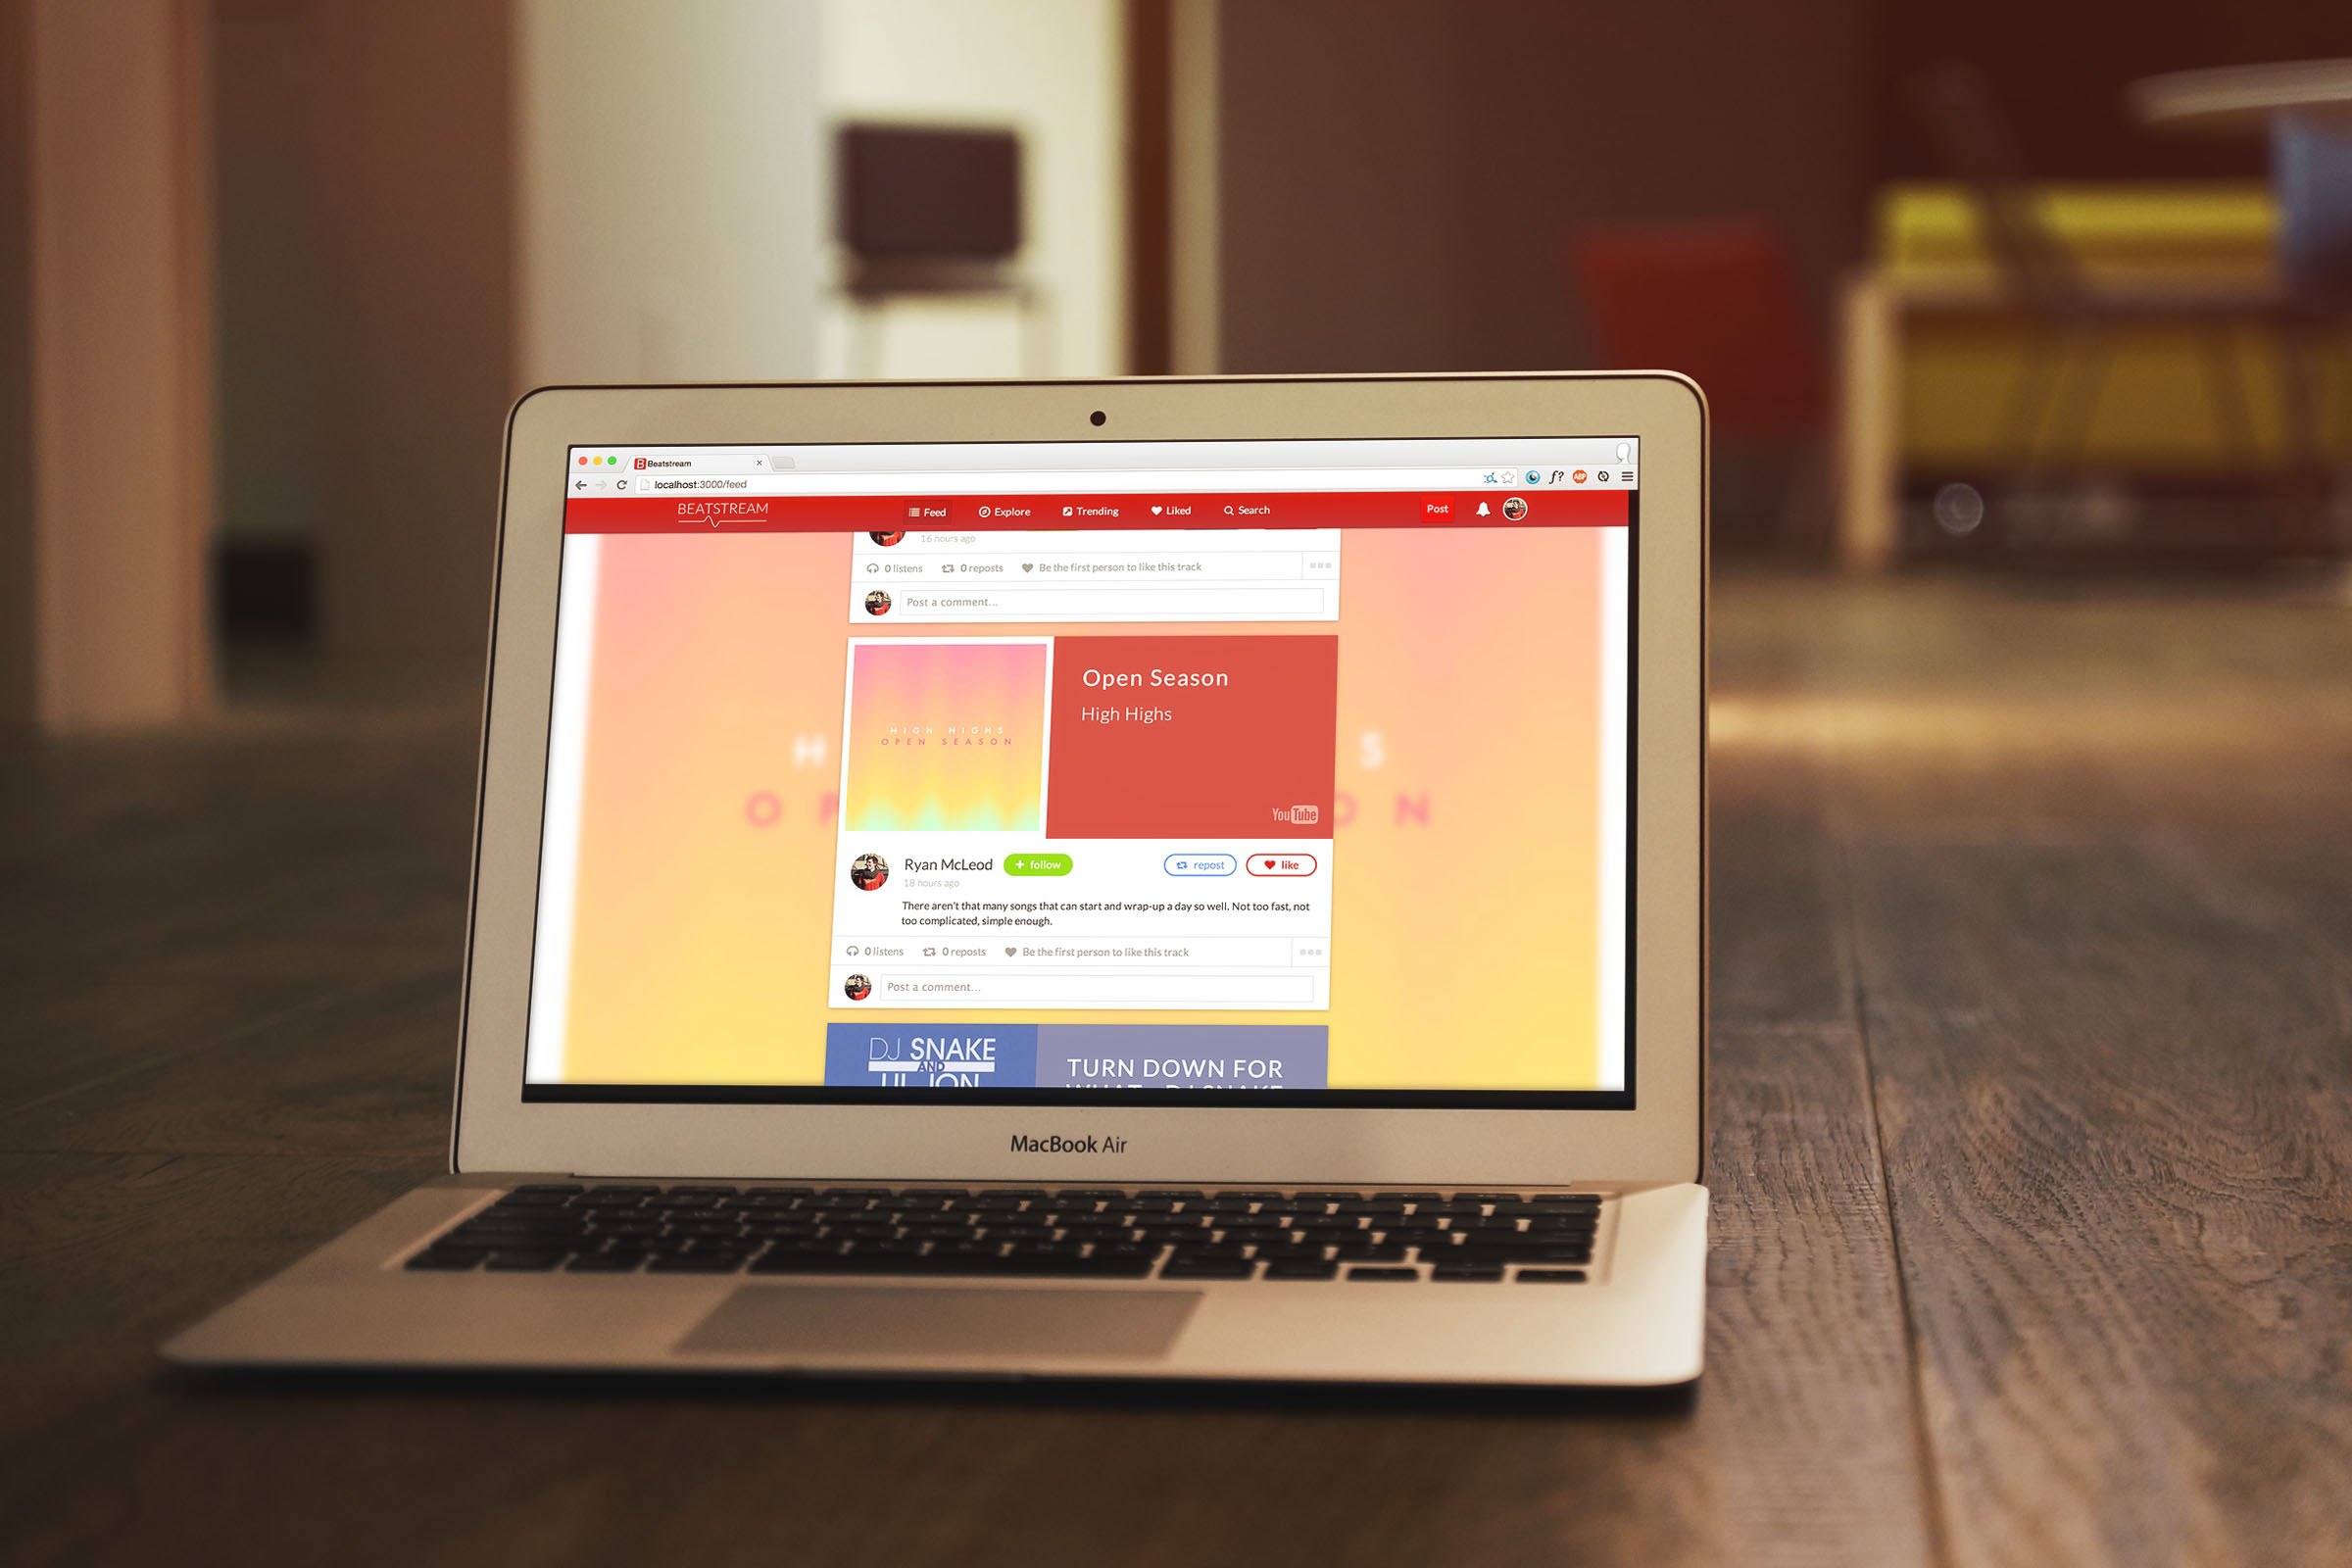 Beatstream
localhost:3000/feed
f?
ABP
BEATSTREAM
Feed
Explore
Trending
Liked
Search
Post
16 hours ago
0 listens
0 reposts
Be the first person to like this track
Post a comment...
H S
O P O N
HIGH HIGHS
OPEN SEASON
Open Season
High Highs
YouTube
Ryan McLeod
+ follow
repost
like
18 hours ago
There aren't that many songs that can start and wrap-up a day so well. Not too fast, not
too complicated, simple enough.
0 listens
0 reposts
Be the first person to like this track
Post a comment...
DJ SNAKE
AND
TURN DOWN FOR
WHAT - DJ SNAKE
MacBook Air